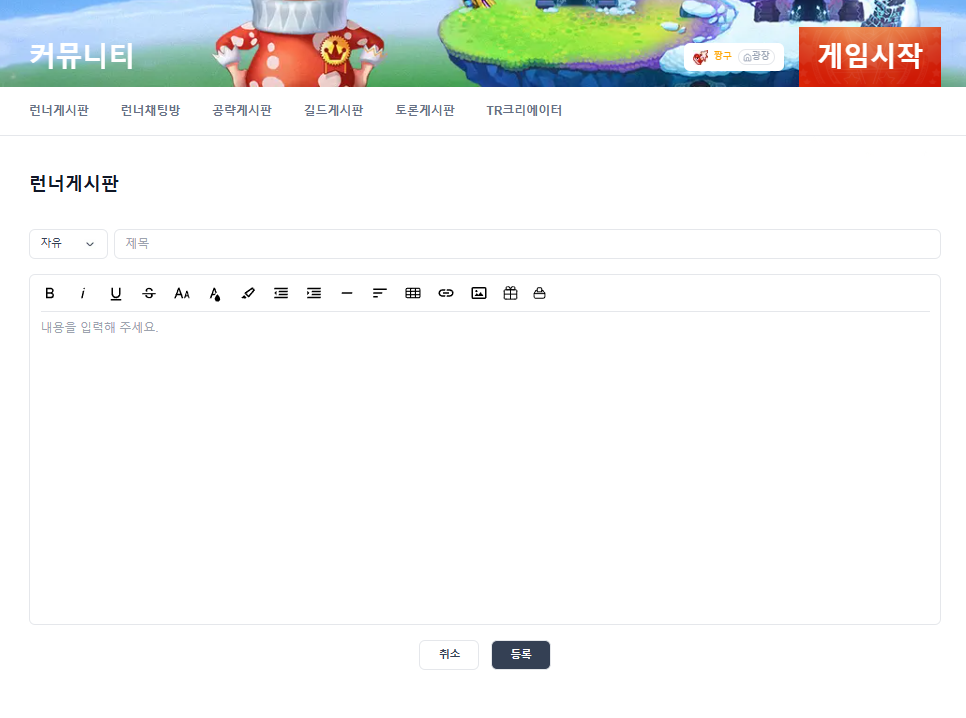 커뮤니티
짱구 광장
게임시작
런너게시판 런너채팅방 공략게시판 길드게시판 토론게시판 TR크리에이터
런너게시판
자유 제목
B i U S AA A
내용을 입력해 주세요.
취소 등록